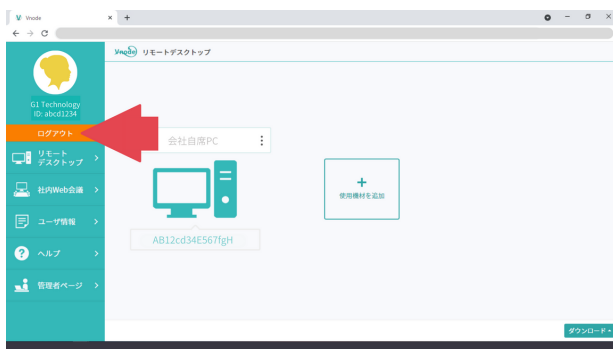 Vnode
Vnode リモートデスクトップ
G1 Technology
ID: abcd1234
ログアウト
リモート
デスクトップ
社内Web会議
ユーザ情報
ヘルプ
管理者ページ
会社自席PC
AB12cd34E567fgH
使用機材を追加
ダウンロード